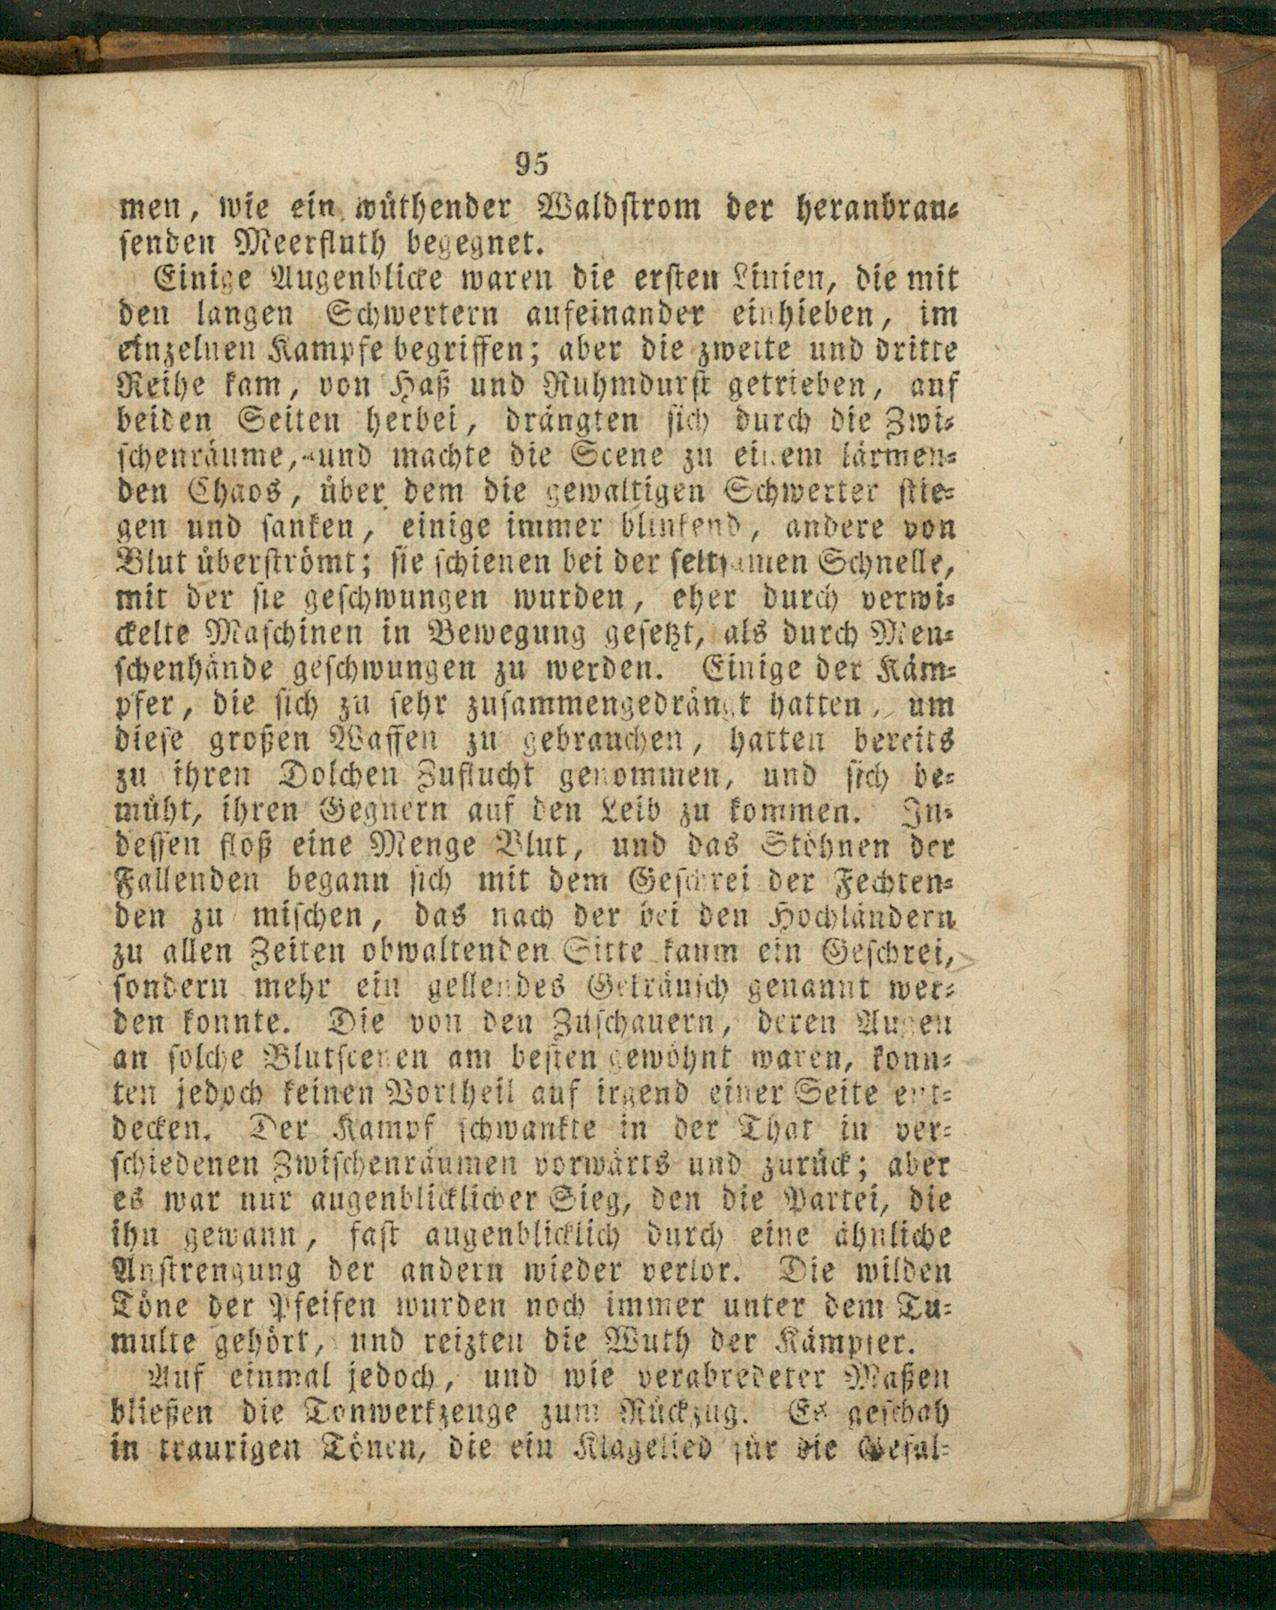 95
men, wie ein wüthender Waldstrom der heranbrau-
senden Meerfluth begegnet.
Einige Augenblicke waren die ersten Linien, die mit
den langen Schwertern aufeinander einhieben, im
einzelnen Kampfe begriffen; aber die zweite und dritte
Reihe kam, von Haß und Ruhmdurst getrieben, auf
beiden Seiten herbei, drängten sich durch die Zwi-
schenräume, und machte die Scene zu einem lärmen-
den Chaos, über dem die gewaltigen Schwerter stie-
gen und sanken, einige immer blinkend, andere von
Blut überströmt; sie schienen bei der seltsamen Schnelle,
mit der sie geschwungen wurden, eher durch verwi-
ckelte Maschinen in Bewegung gesetzt, als durch Men-
schenhände geschwungen zu werden. Einige der Käm-
pfer, die sich zu sehr zusammengedrängt hatten, um
diese großen Waffen zu gebrauchen, hatten bereits
zu ihren Dolchen Zuflucht genommen, und sich be-
müht, ihren Gegnern auf den Leib zu kommen. In-
dessen floß eine Menge Blut, und das Stöhnen der
Fallenden begann sich mit dem Geschrei der Fechten-
den zu mischen, das nach der bei den Hochländern
zu allen Zeiten obwaltenden Sitte kaum ein Geschrei,
sondern mehr ein gellendes Gekräusch genannt wer-
den konnte. Die von den Zuschauern, deren Augen
an solche Blutscenen am besten gewöhnt waren, konn-
ten jedoch keinen Vortheil auf irgend einer Seite ent-
decken. Der Kampf schwankte in der That in ver-
schiedenen Zwischenräumen vorwärts und zurück; aber
es war nur augenblicklicher Sieg, den die Partei, die
ihn gewann, fast augenblicklich durch eine ähnliche
Anstrengung der andern wieder verlor. Die wilden
Töne der Pfeifen wurden noch immer unter dem Tu-
multe gehört, und reizten die Wuth der Kämpfer.
Auf einmal jedoch, und wie verabredeter Maßen
bließen die Tonwerkzeuge zum Rückzug. Es geschah
in traurigen Tönen, die ein Klagelied für die Gefal-